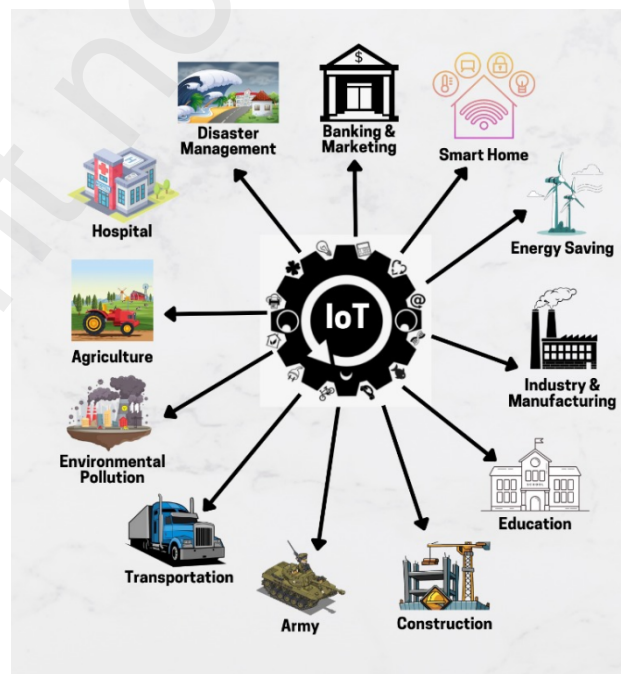 Disaster
Management
Banking &
Marketing
Smart Home
Hospital
Energy Saving
IoT
Agriculture
Industry &
Manufacturing
Environmental
Pollution
Education
Transportation
Army
Construction
$
@